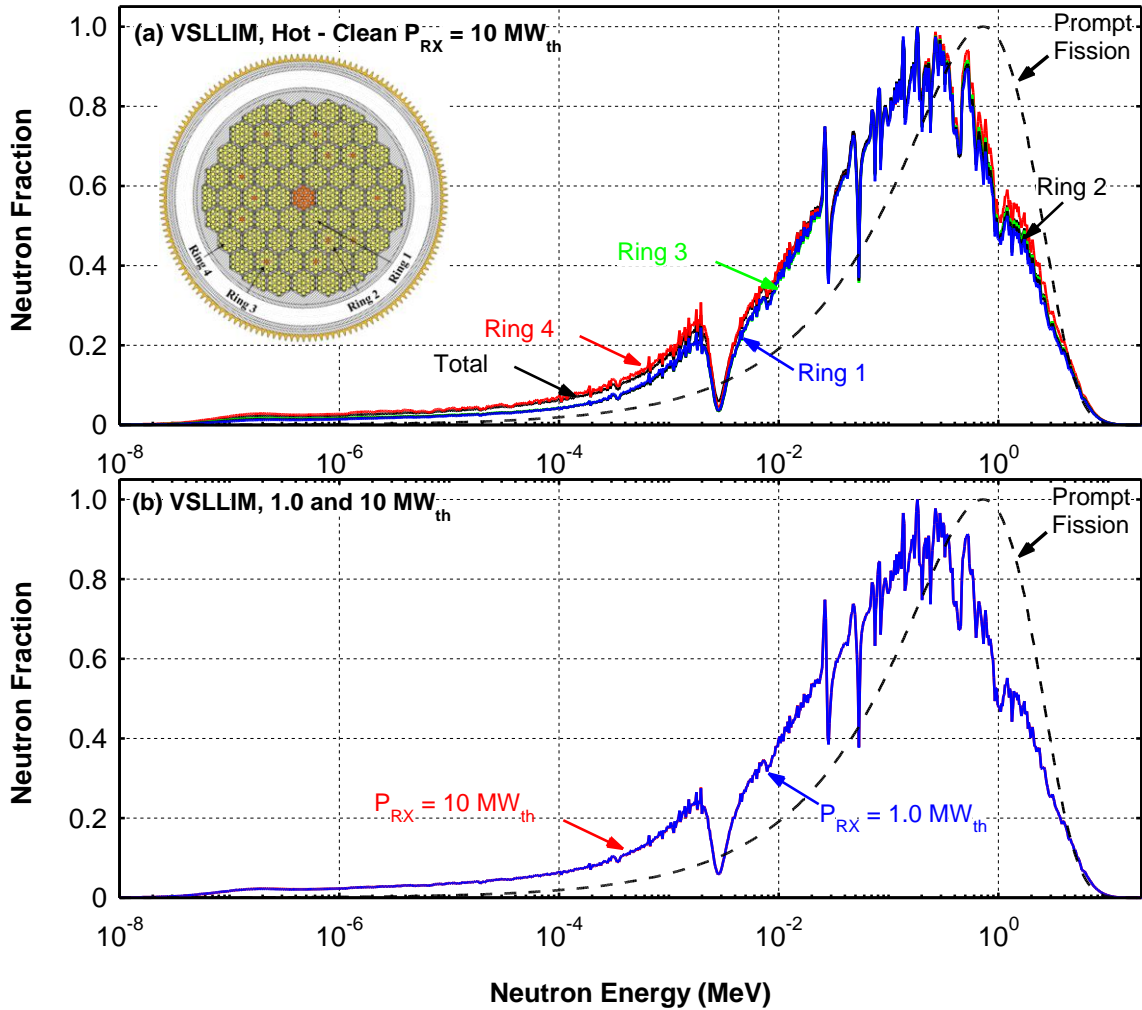 (a) VSLLIM, Hot - Clean P_RX = 10 MW_th
Prompt
Fission
Ring 4
Ring 3
Ring 2
Ring 1
Ring 2
Ring 3
Ring 4
Total
Ring 1
Neutron Fraction
1.0
0.8
0.6
0.4
0.2
0
10^-8
10^-6
10^-4
10^-2
10^0
(b) VSLLIM, 1.0 and 10 MW_th
Prompt
Fission
P_RX = 10 MW_th
P_RX = 1.0 MW_th
Neutron Fraction
1.0
0.8
0.6
0.4
0.2
0
10^-8
10^-6
10^-4
10^-2
10^0
Neutron Energy (MeV)